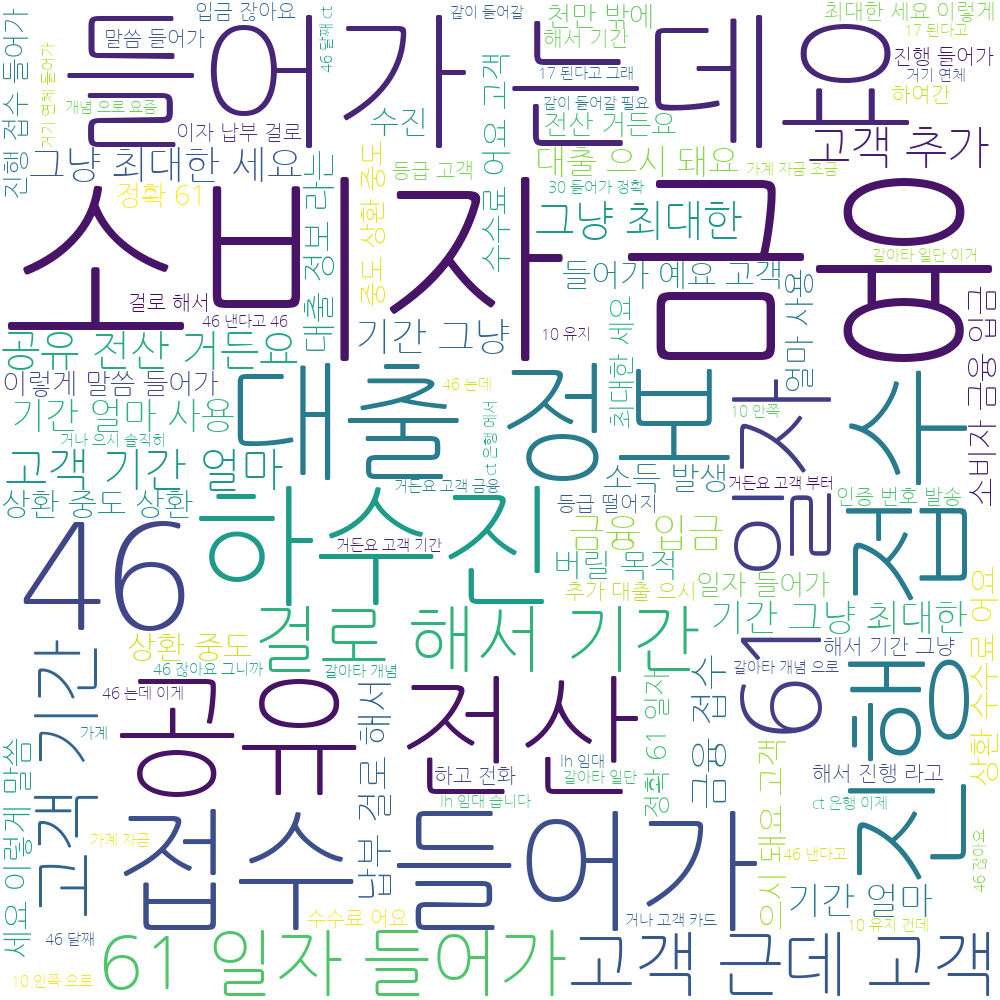 입금 잖아요
같이 들어갈
천만 밖에
최대한 세요 이렇게
말씀 들어가
46 달째 ct
해서 기간
17 된다고
접수 들어가
진행
들어가 는데 요
17 된다고 그래
진행 들어가
거기 연체
거기 연체 들어가
개념 으로 요즘
같이 들어갈 필요
하여간
이자 납부 걸로
수진
어요 고객
수수료
전산 거든요
고객 추가
그냥 최대한 세요
중도
상환
중도
등급 고객
대출 으시 돼요
가계 자금 조금
정확 61
라는
정보
대출
30 들어가 정확
그냥 최대한
소비자 금융
갈아타 일단 이거
들어가 예요 고객
걸로 해서
46 낸다고 46
기간 그냥
10 유지
최대한 세요
얼마 사용
소비자 금융 입금
공유 전산 거든요
이렇게 말씀 들어가
대출 정보
46 는데
일자
접수
기간 얼마 사용
거나 으시 솔직히
ct 은행 에서
10 안쪽
고객 기간 얼마
소득 발생
거든요 고객 금융
거든요 고객 부터
상환 중도 상환
등급 떨어지
인증 번호 발송
46
하수진
금융 입금
거든요 고객 기간
버릴 목적
추가 대출 으시
일자 들어가
걸로 해서 기간
기간 그냥 최대한
상환 중도
해서 기간 그냥
46 잖아요 그니까
갈아타 개념
갈아타 개념 으로
61
진행
상환 수수료 어요
고객 기간
46 는데 이게
공유 전산
납부 걸로 해서
정확 61 일자
금융 접수
가계
lh 임대
하고 전화
갈아타 일단
해서 진행 라고
lh 임대 습니다
ct 은행 이제
세요 이렇게 말씀
접수 들어가
가계 자금
으시 돼요 고객
46 낸다고
46 잖아요
기간 얼마
수수료 어요
거나 고객 카드
10 유지 건데
46 달째
10 안쪽 으로
61 일자 들어가
고객 근데 고객